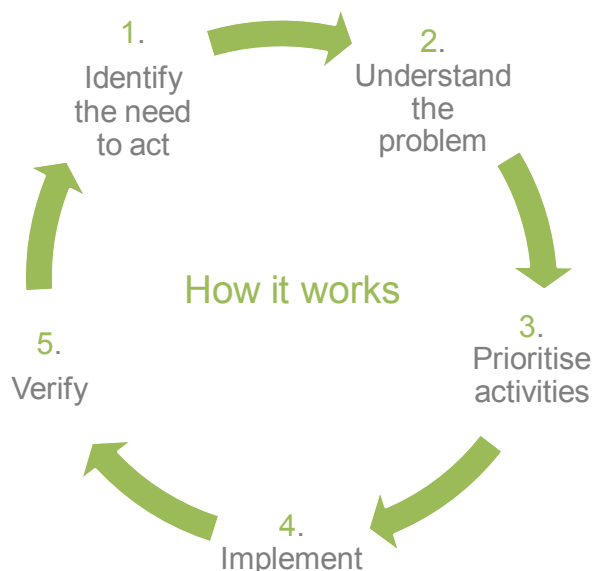 1.
Identify
the need
to act
2.
Understand
the
problem
How it works
3.
Prioritise
activities
4.
Implement
5.
Verify